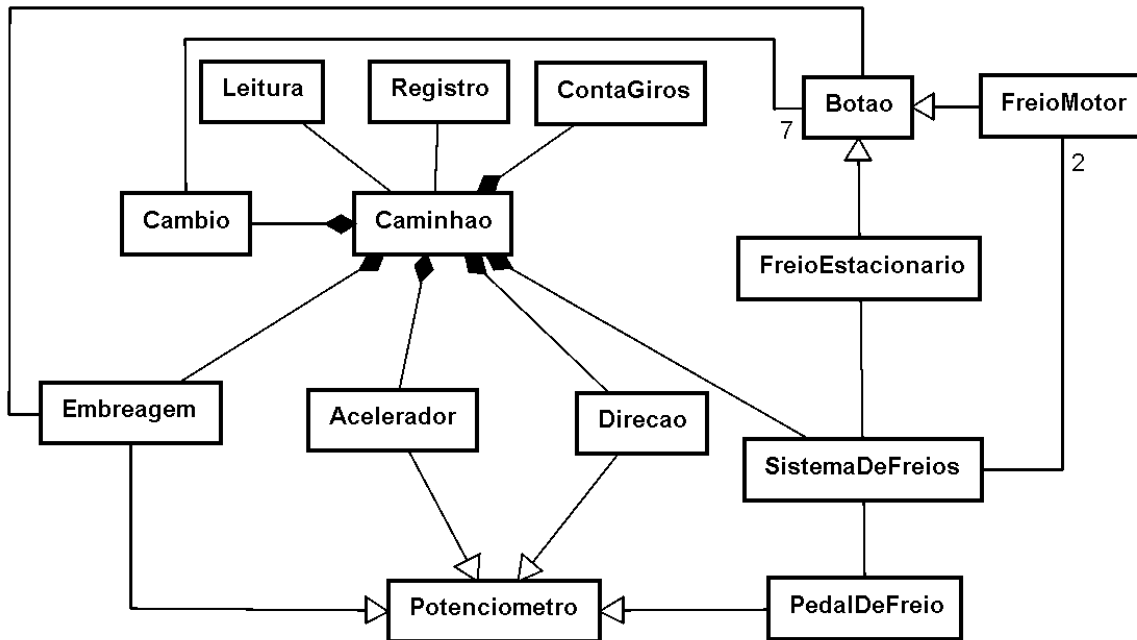 Leitura
Registro
ContaGiros
Botao
FreioMotor
7
2
Cambio
Caminhao
FreioEstacionario
Embreagem
Acelerador
Direcao
SistemaDeFreios
Potenciometro
PedalDeFreio